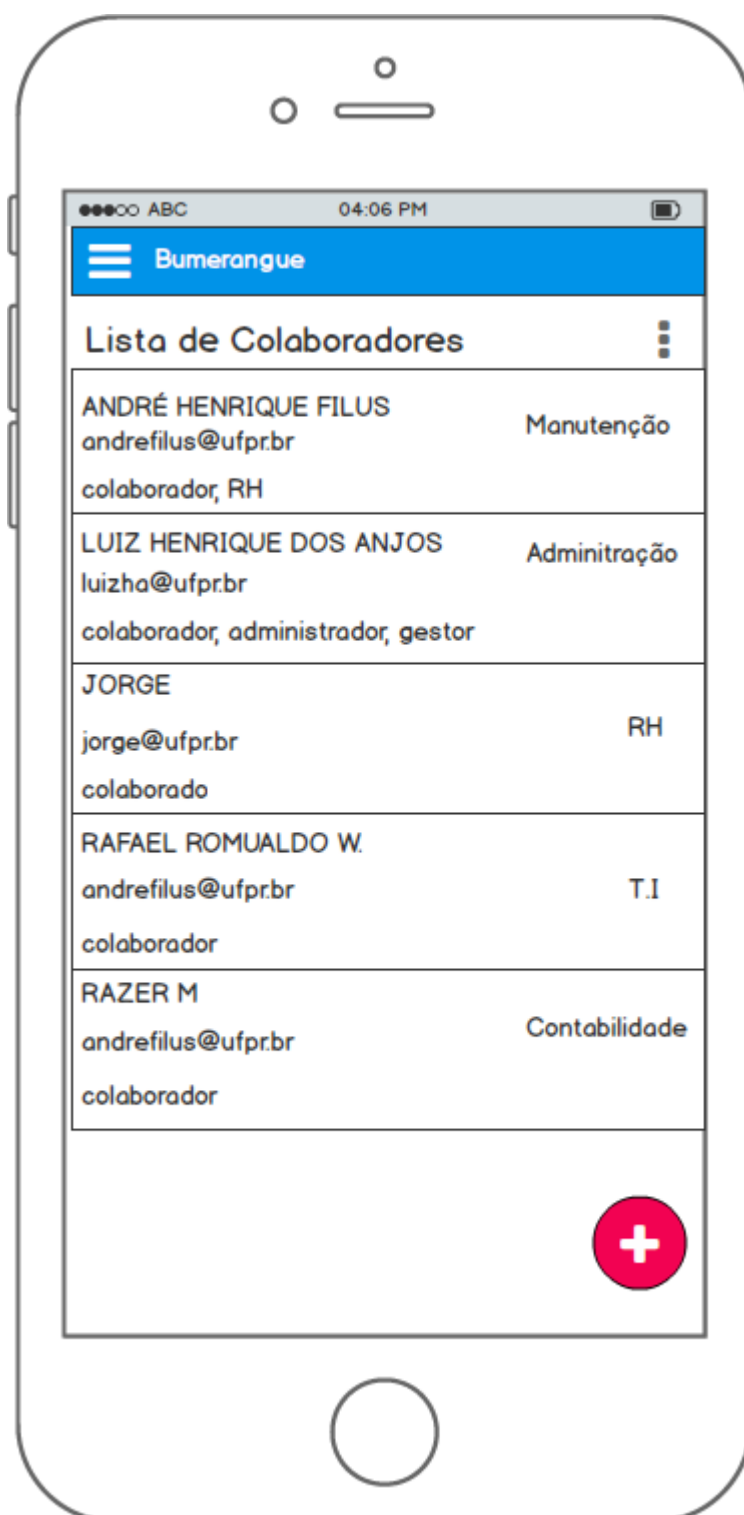 ABC 04:06 PM
Bumerangue
Lista de Colaboradores
ANDRÉ HENRIQUE FILUS
andrefilus@ufpr.br
Manutenção
colaborador, RH
LUIZ HENRIQUE DOS ANJOS
Adminitração
luizha@ufpr.br
colaborador, administrador, gestor
JORGE
jorge@ufpr.br
RH
colaborado
RAFAEL ROMUALDO W.
andrefilus@ufpr.br
T.I
colaborador
RAZER M
andrefilus@ufpr.br
Contabilidade
colaborador